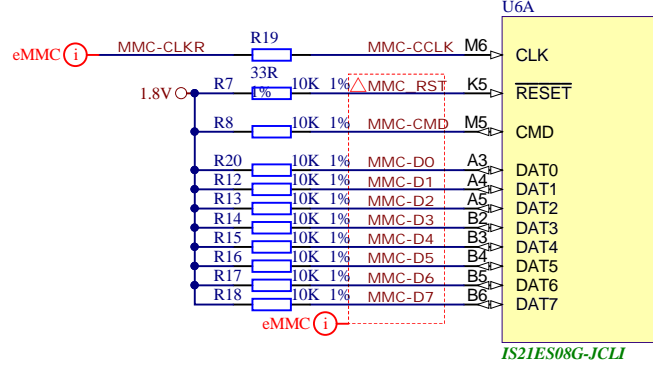 U6A
R19
eMMC i MMC-CLKR MMC-CCLK M6 CLK
33R
1%
1.8V R7 10K 1% MMC_RST K5 RESET
R8 10K 1% MMC-CMD M5 CMD
R20 10K 1% MMC-D0 A3 DAT0
R12 10K 1% MMC-D1 A4 DAT1
R13 10K 1% MMC-D2 A5 DAT2
R14 10K 1% MMC-D3 B2 DAT3
R15 10K 1% MMC-D4 B3 DAT4
R16 10K 1% MMC-D5 B4 DAT5
R17 10K 1% MMC-D6 B5 DAT6
R18 10K 1% MMC-D7 B6 DAT7
eMMC i
IS21ES08G-JCLI